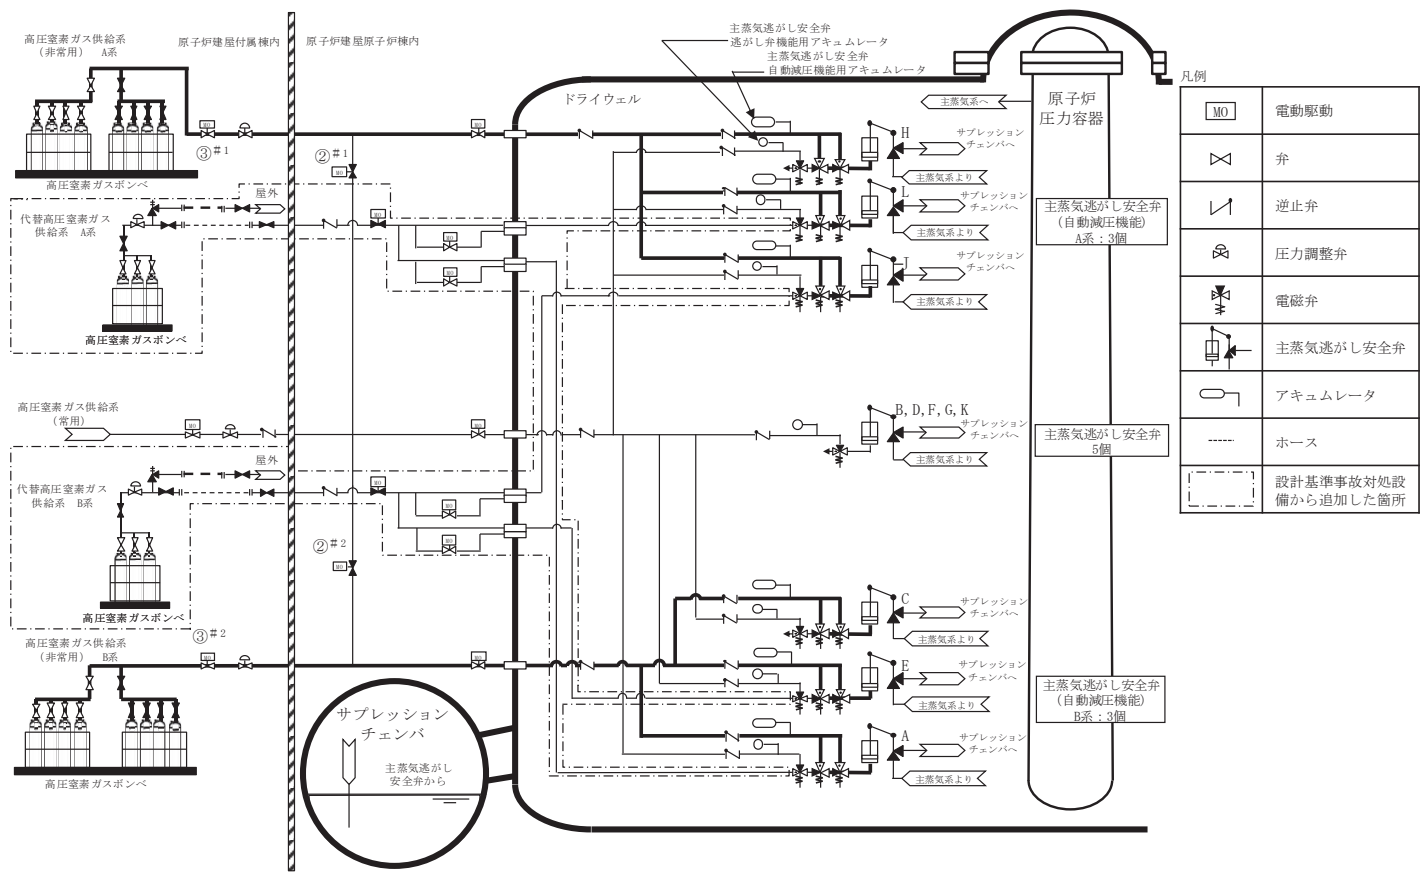 高圧窒素ガス供給系
(非常用) A系
原子炉建屋付属棟内
原子炉建屋原子炉棟内
主蒸気逃がし安全弁
逃がし弁機能用アキュムレータ
主蒸気逃がし安全弁
自動減圧機能用アキュムレータ
ドライウェル
主蒸気系へ
原子炉
圧力容器
MO
③#1
②#1
MO
MO
高圧窒素ガスボンベ
屋外
代替高圧窒素ガス
供給系 A系
MO
MO
MO
高圧窒素ガスボンベ
H
サプレッション
チェンバへ
主蒸気系より
L
サプレッション
チェンバへ
主蒸気系より
J
サプレッション
チェンバへ
主蒸気系より
主蒸気逃がし安全弁
(自動減圧機能)
A系：3個
高圧窒素ガス供給系
(常用)
MO
MO
B, D, F, G, K
サプレッション
チェンバへ
主蒸気系より
主蒸気逃がし安全弁
5個
屋外
代替高圧窒素ガス
供給系 B系
MO
MO
MO
②#2
MO
高圧窒素ガスボンベ
C
サプレッション
チェンバへ
主蒸気系より
高圧窒素ガス供給系
(非常用) B系
③#2
MO
MO
E
サプレッション
チェンバへ
主蒸気系より
主蒸気逃がし安全弁
(自動減圧機能)
B系：3個
A
サプレッション
チェンバへ
主蒸気系より
高圧窒素ガスボンベ
サプレッション
チェンバ
主蒸気逃がし
安全弁から
凡例
MO 電動駆動
弁
逆止弁
圧力調整弁
電磁弁
主蒸気逃がし安全弁
アキュムレータ
ホース
設計基準事故対処設
備から追加した箇所